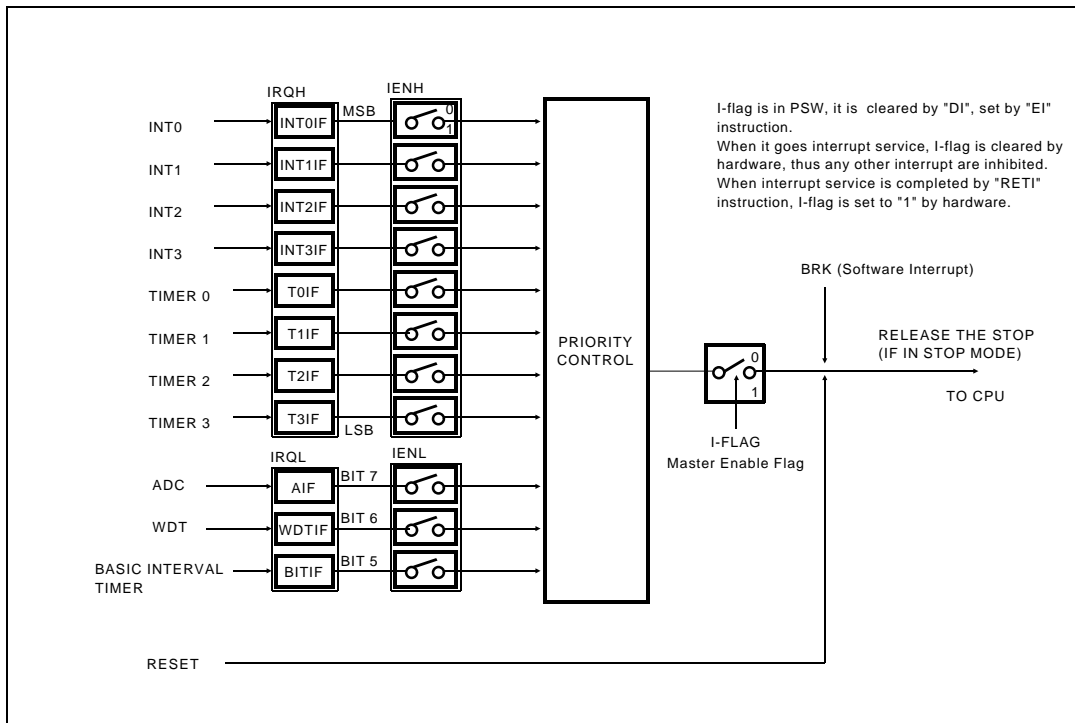 IRQH
IENH
MSB
INT0
INT0IF
0
1
INT1
INT1IF
INT2
INT2IF
INT3
INT3IF
TIMER 0
T0IF
TIMER 1
T1IF
TIMER 2
T2IF
TIMER 3
T3IF
LSB
IRQL
IENL
ADC
AIF
BIT 7
WDT
WDTIF
BIT 6
BASIC INTERVAL
TIMER
BITIF
BIT 5
RESET
PRIORITY
CONTROL
I-flag is in PSW, it is cleared by "DI", set by "EI"
instruction.
When it goes interrupt service, I-flag is cleared by
hardware, thus any other interrupt are inhibited.
When interrupt service is completed by "RETI"
instruction, I-flag is set to "1" by hardware.
BRK (Software Interrupt)
0
1
RELEASE THE STOP
(IF IN STOP MODE)
TO CPU
I-FLAG
Master Enable Flag